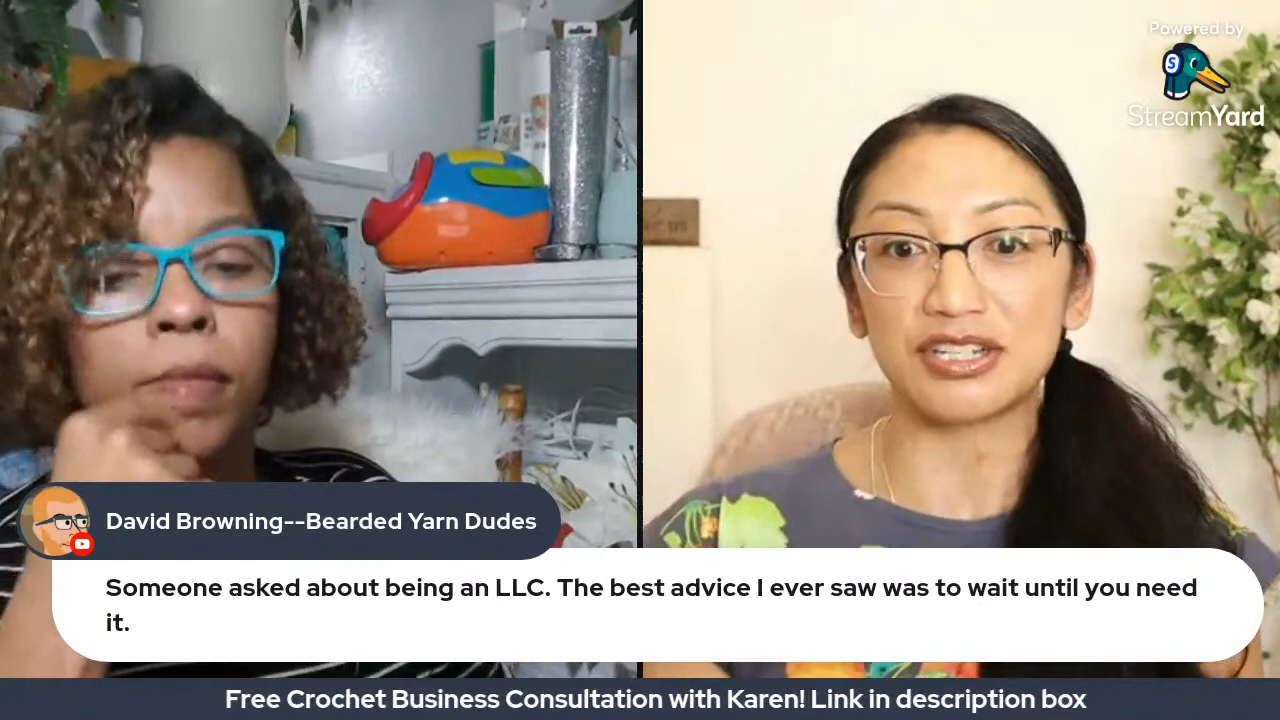 Powered by
StreamYard
David Browning--Bearded Yarn Dudes
Someone asked about being an LLC. The best advice I ever saw was to wait until you need
it.
Free Crochet Business Consultation with Karen! Link in description box